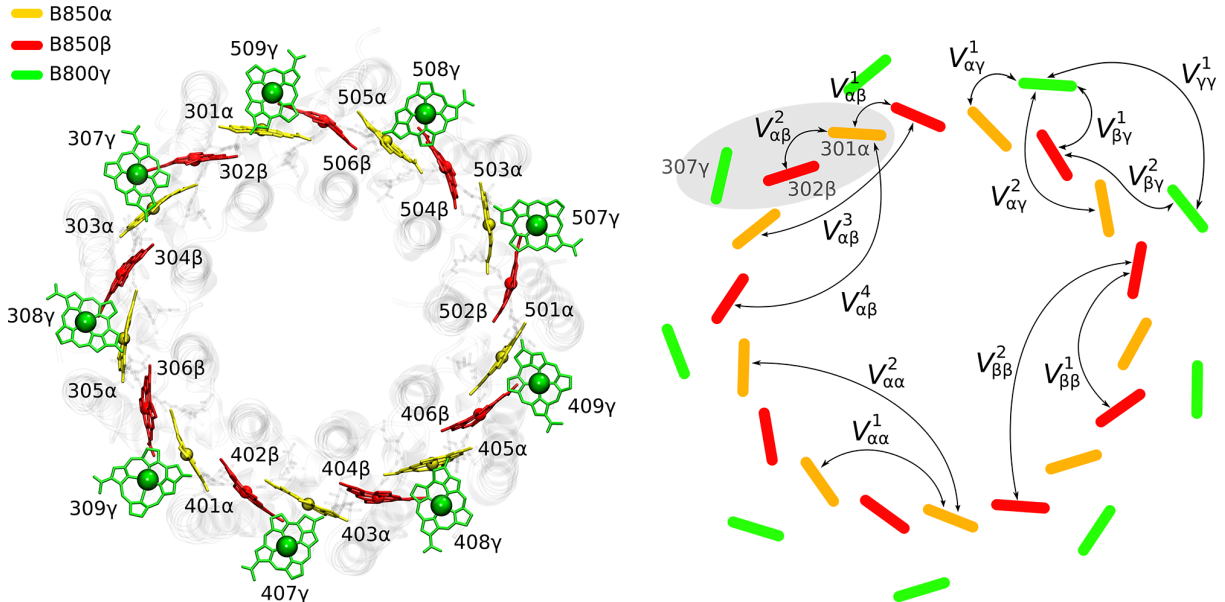 B850α
B850β
B800γ
509γ
508γ
301α
505α
307γ
302β
506β
503α
504β
303α
507γ
304β
502β
501α
308γ
306β
305α
406β
409γ
402β
404β
405α
309γ
401α
403α
408γ
407γ
V¹αβ
V²αβ
301α
307γ
302β
V³αβ
V⁴αβ
V¹αγ
V¹γγ
V¹βγ
V²βγ
V²αγ
V²ββ
V¹ββ
V²αα
V¹αα